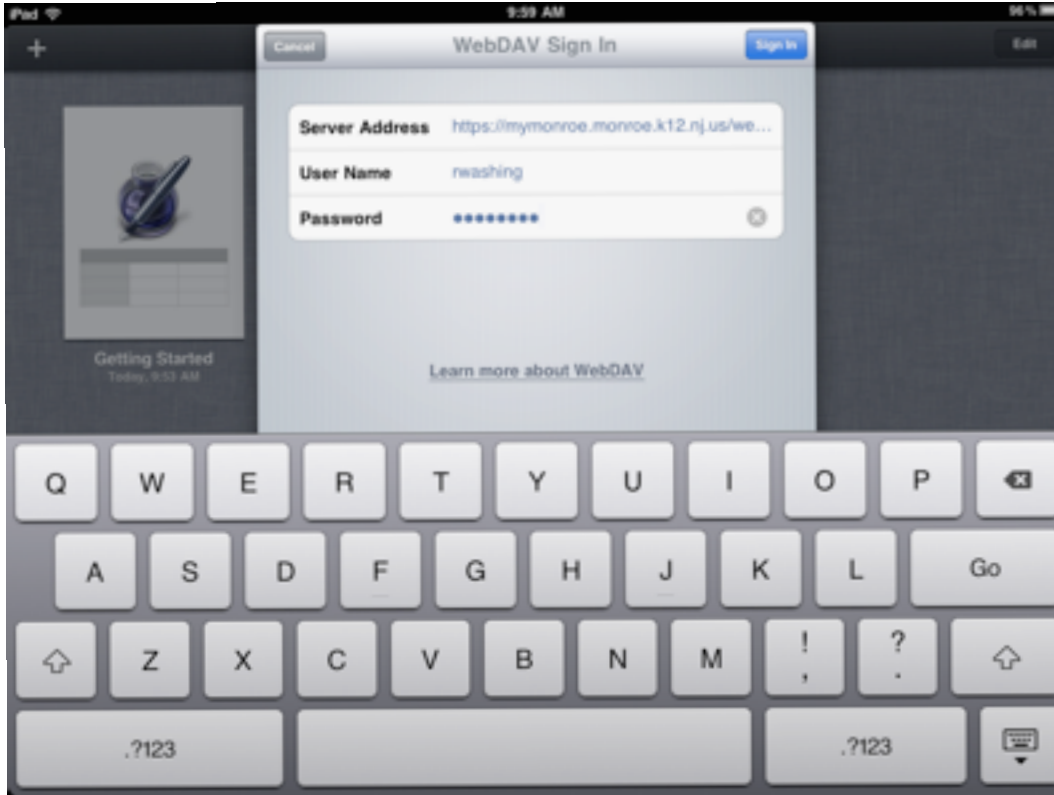 iPad 9:59 AM 96%
Cancel WebDAV Sign In Sign In Edit
Server Address https://mymonroe.monroe.k12.nj.us/we...
User Name rwashing
Password ••••••••
Getting Started
Today, 9:53 AM
Learn more about WebDAV
Q W E R T Y U I O P
A S D F G H J K L Go
Z X C V B N M ! , ? .
.?123 .?123